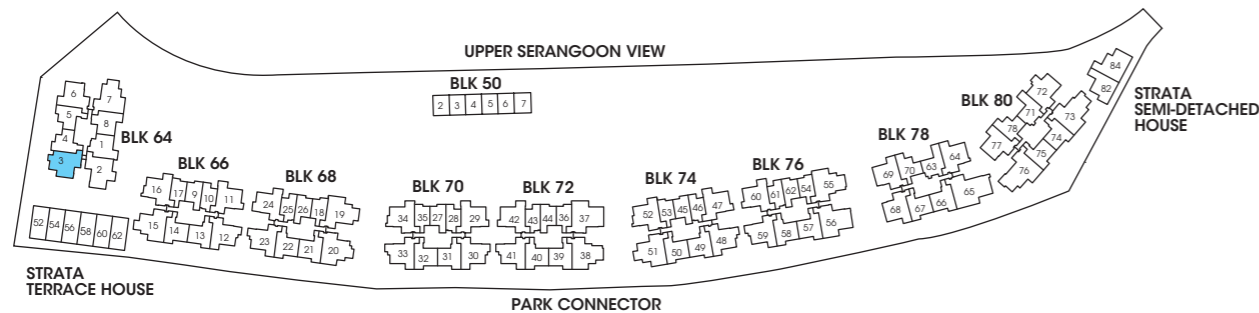 UPPER SERANGOON VIEW
BLK 50
2 3 4 5 6 7
BLK 64
6 7
5 8
4 1
3 2
BLK 66
16 17 9 10 11
15 14 13 12
BLK 68
24 25 26 18 19
23 22 21 20
BLK 70
34 35 27 28 29
33 32 31 30
BLK 72
42 43 44 36 37
41 40 39 38
BLK 74
52 53 45 46 47
51 50 49 48
BLK 76
60 61 62 54 55
59 58 57 56
BLK 78
69 70 63 64
68 67 66 65
BLK 80
72
71 73
78 74
77 75
76
84
82
STRATA
SEMI-DETACHED
HOUSE
52 54 56 58 60 62
STRATA
TERRACE HOUSE
PARK CONNECTOR